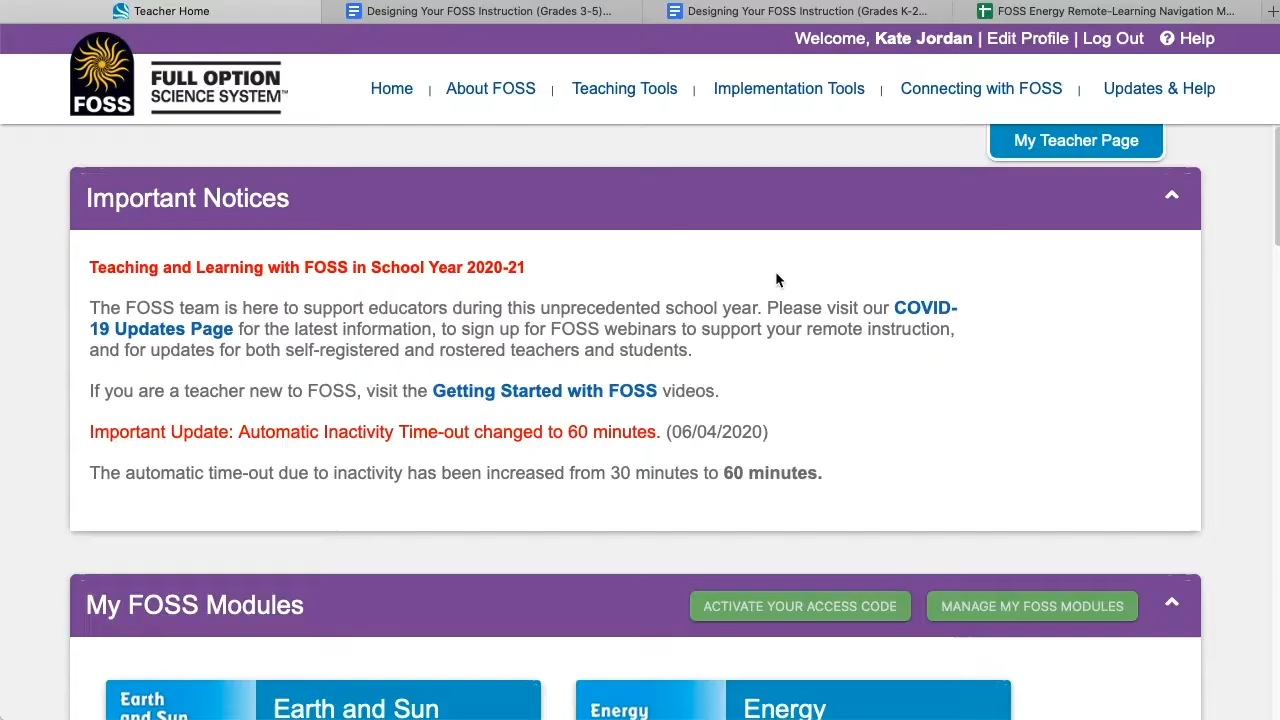 Teacher Home
Designing Your FOSS Instruction (Grades 3-5)...
Designing Your FOSS Instruction (Grades K-2...
FOSS Energy Remote-Learning Navigation M...
Welcome, Kate Jordan | Edit Profile | Log Out ? Help
FOSS
FULL OPTION
SCIENCE SYSTEM™
Home | About FOSS | Teaching Tools | Implementation Tools | Connecting with FOSS | Updates & Help
My Teacher Page
Important Notices
Teaching and Learning with FOSS in School Year 2020-21
The FOSS team is here to support educators during this unprecedented school year. Please visit our COVID-
19 Updates Page for the latest information, to sign up for FOSS webinars to support your remote instruction,
and for updates for both self-registered and rostered teachers and students.
If you are a teacher new to FOSS, visit the Getting Started with FOSS videos.
Important Update: Automatic Inactivity Time-out changed to 60 minutes. (06/04/2020)
The automatic time-out due to inactivity has been increased from 30 minutes to 60 minutes.
My FOSS Modules
ACTIVATE YOUR ACCESS CODE
MANAGE MY FOSS MODULES
Earth
and Sun
Earth and Sun
Energy
Energy